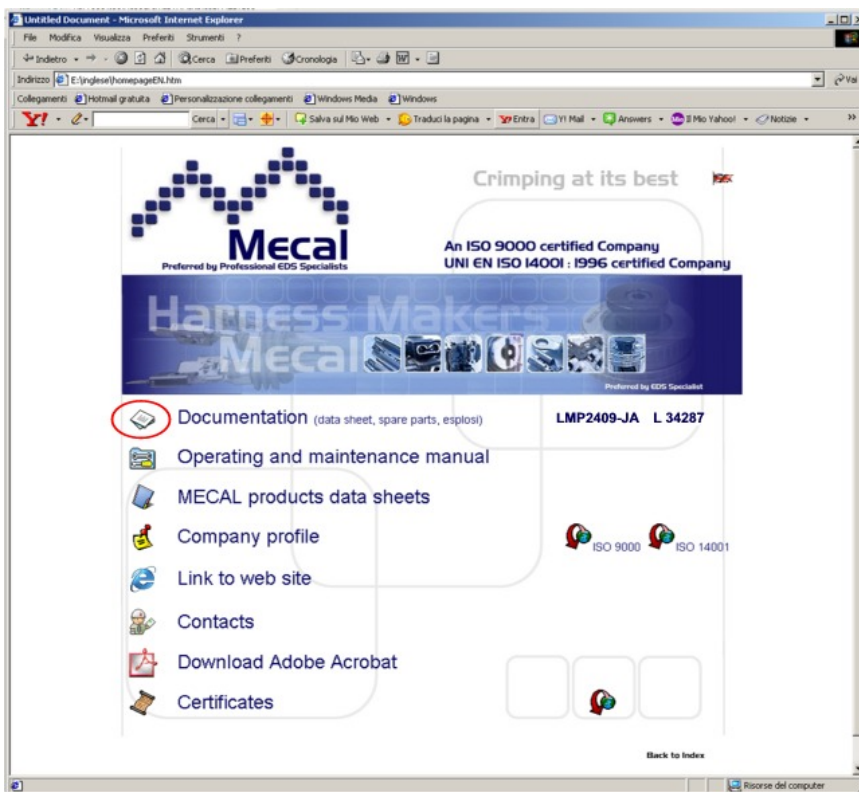 Untitled Document - Microsoft Internet Explorer
File Modifica Visualizza Preferiti Strumenti ?
Indietro Cerca Preferiti Cronologia
Indirizzo E:\inglese\homepageEN.htm Vai
Collegamenti Hotmail gratuita Personalizzazione collegamenti Windows Media Windows
Y! Cerca Salva sul Mio Web Traduci la pagina Entra Y! Mail Answers Il Mio Yahoo! Notizie »
Crimping at its best
Mecal
Preferred by Professional EDS Specialists
An ISO 9000 certified Company
UNI EN ISO 14001 : 1996 certified Company
Harness Makers
Mecal
Preferred by EDS Specialist
Documentation (data sheet, spare parts, esplosi) LMP2409-JA L 34287
Operating and maintenance manual
MECAL products data sheets
Company profile
ISO 9000 ISO 14001
Link to web site
Contacts
Download Adobe Acrobat
Certificates
Back to Index
Risorse del computer